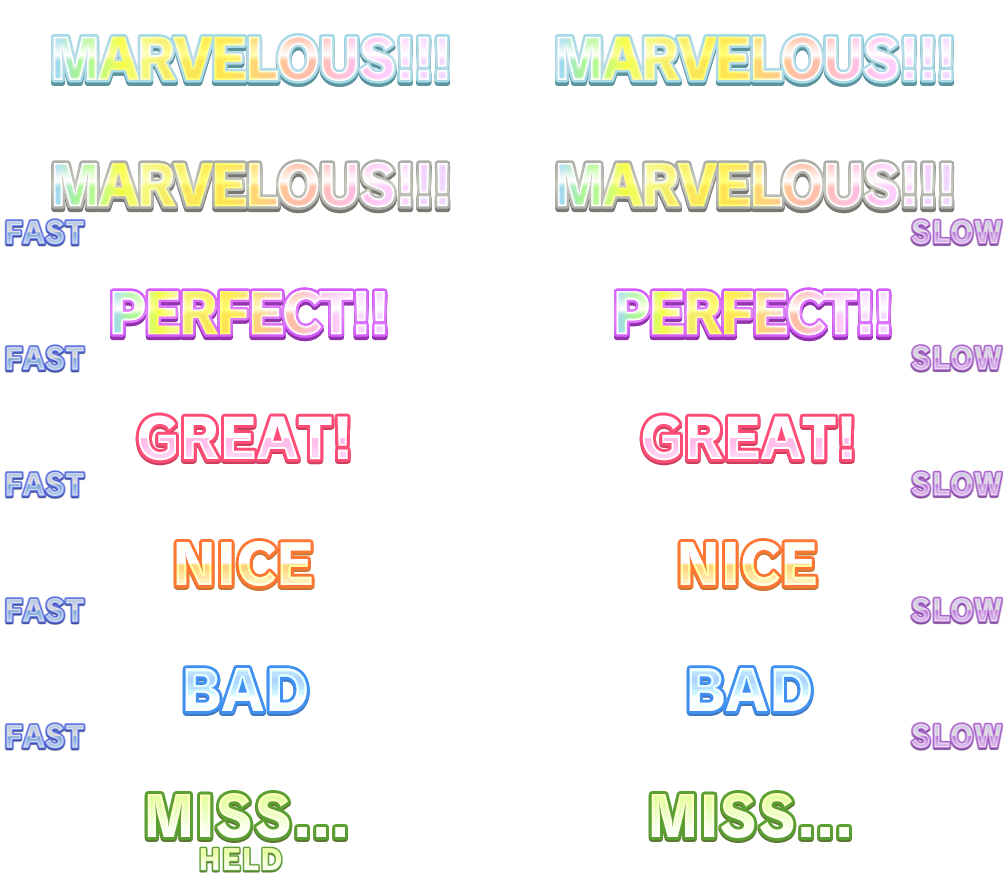 MARVELOUS!!! MARVELOUS!!!
MARVELOUS!!! MARVELOUS!!!
FAST SLOW
PERFECT!! PERFECT!!
FAST SLOW
GREAT! GREAT!
FAST SLOW
NICE NICE
FAST SLOW
BAD BAD
FAST SLOW
MISS... MISS...
HELD